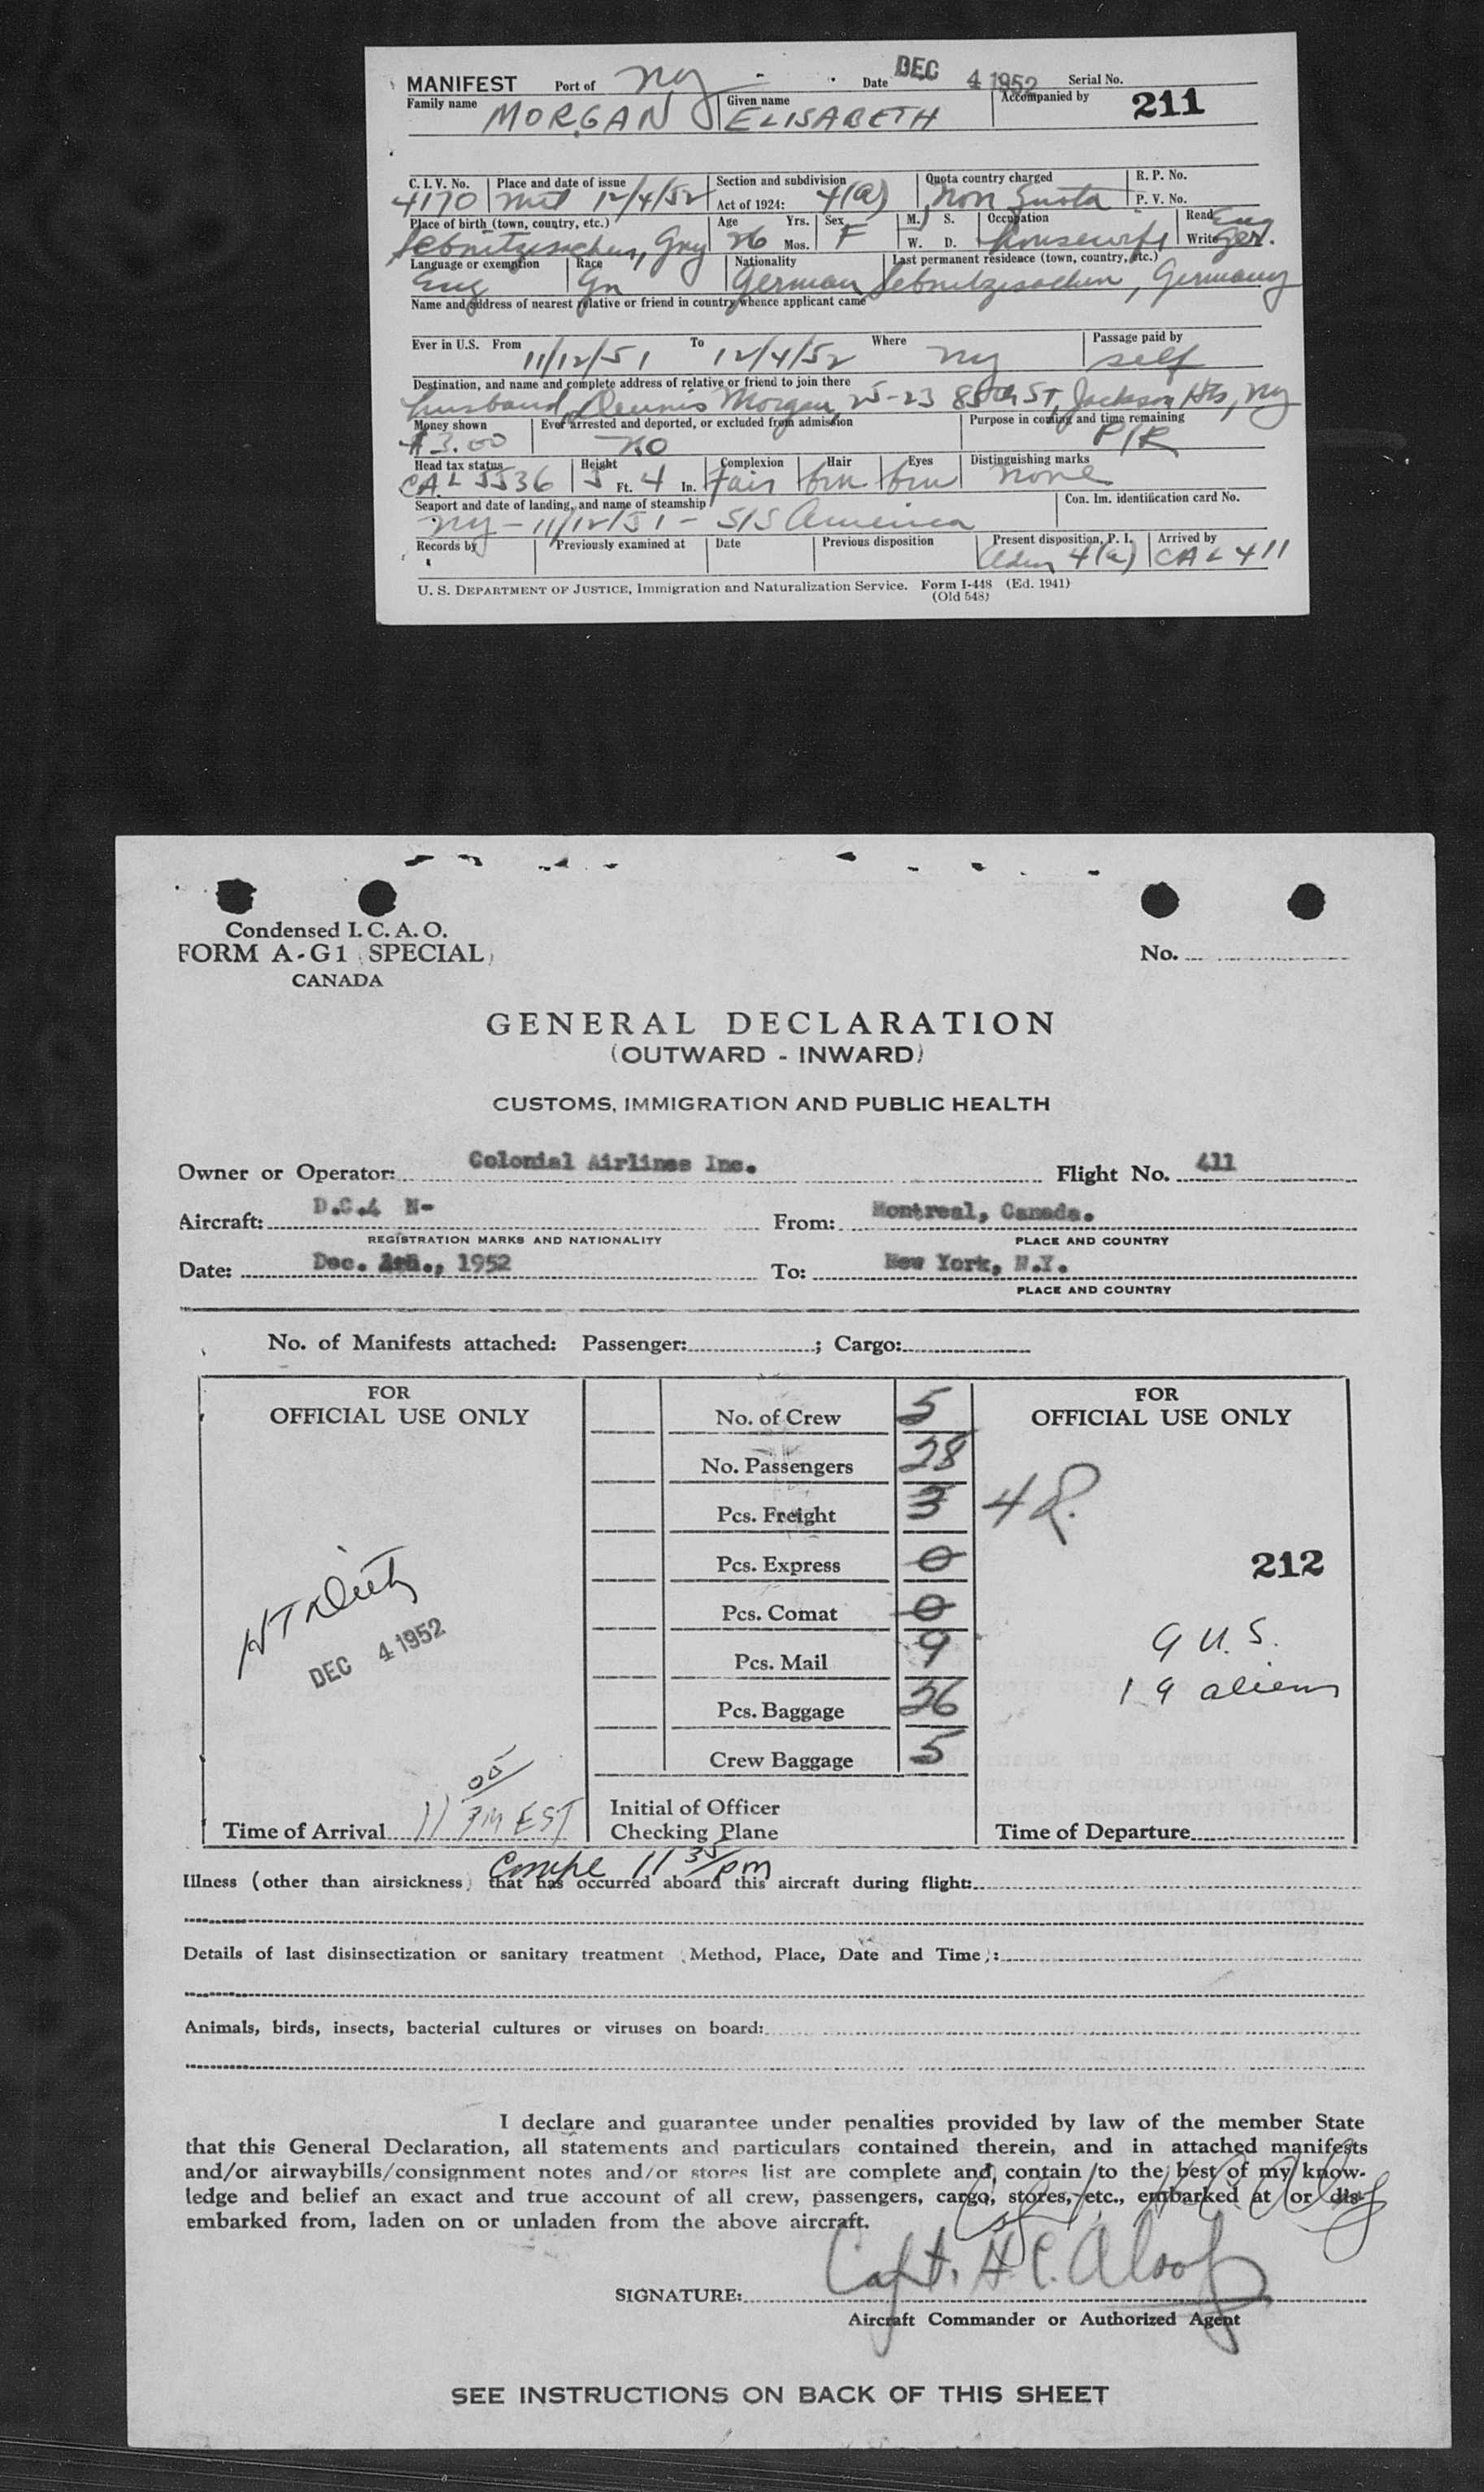 MANIFEST Port of NY Date DEC 4 1952 Serial No.
Family name MORGAN Given name ELISABETH Accompanied by 211
C. I. V. No. Place and date of issue Section and subdivision Quota country charged R. P. No.
4170 12/4/52 Act of 1924: 4(a) Non Quota P. V. No.
Place of birth (town, country, etc.) Age Yrs. Sex M. S. Occupation Read Eng
Gny 26 Mos. F W. D. housewife Write Ger.
Language or exemption Race Nationality Last permanent residence (town, country, etc.)
Eng Gn German Germany
Name and address of nearest relative or friend in country whence applicant came
Ever in U.S. From 11/12/51 To 12/4/52 Where NY Passage paid by self
Destination, and name and complete address of relative or friend to join there
husband, Dennis Morgan, 25-23 85th ST, Jackson Hts, NY
Money shown Ever arrested and deported, or excluded from admission Purpose in coming and time remaining
$3.00 NO P/R
Head tax status Height Complexion Hair Eyes Distinguishing marks
CAL 5536 5 Ft. 4 In. Fair brn brn none
Seaport and date of landing, and name of steamship Con. Im. identification card No.
NY - 11/12/51 - S/S America
Records by Previously examined at Date Previous disposition Present disposition, P. I. Arrived by
Adm 4(a) CAL 411
U. S. DEPARTMENT OF JUSTICE, Immigration and Naturalization Service. Form I-448 (Ed. 1941)
(Old 548)
Condensed I. C. A. O.
FORM A-G1 (SPECIAL)
CANADA
No.
GENERAL DECLARATION
(OUTWARD - INWARD)
CUSTOMS, IMMIGRATION AND PUBLIC HEALTH
Owner or Operator: Colonial Airlines Inc. Flight No. 411
Aircraft: D.C.4 N- From: Montreal, Canada.
REGISTRATION MARKS AND NATIONALITY PLACE AND COUNTRY
Date: Dec. , 1952 To: New York, N.Y.
PLACE AND COUNTRY
No. of Manifests attached: Passenger: ; Cargo:
FOR
OFFICIAL USE ONLY
No. of Crew 5
No. Passengers 28
Pcs. Freight 3
Pcs. Express 0
Pcs. Comat 0
Pcs. Mail 9
Pcs. Baggage 36
Crew Baggage 5
FOR
OFFICIAL USE ONLY
4 R.
212
9 U.S.
19 aliens
DEC 4 1952
Time of Arrival 11 05 PM EST
Initial of Officer
Checking Plane
Time of Departure
11 35 pm
Illness (other than airsickness) that has occurred aboard this aircraft during flight:
Details of last disinsectization or sanitary treatment (Method, Place, Date and Time):
Animals, birds, insects, bacterial cultures or viruses on board:
I declare and guarantee under penalties provided by law of the member State
that this General Declaration, all statements and particulars contained therein, and in attached manifests
and/or airwaybills/consignment notes and/or stores list are complete and contain to the best of my know-
ledge and belief an exact and true account of all crew, passengers, cargo, stores, etc., embarked at or dis-
embarked from, laden on or unladen from the above aircraft.
SIGNATURE: Capt. H.C.
Aircraft Commander or Authorized Agent
SEE INSTRUCTIONS ON BACK OF THIS SHEET